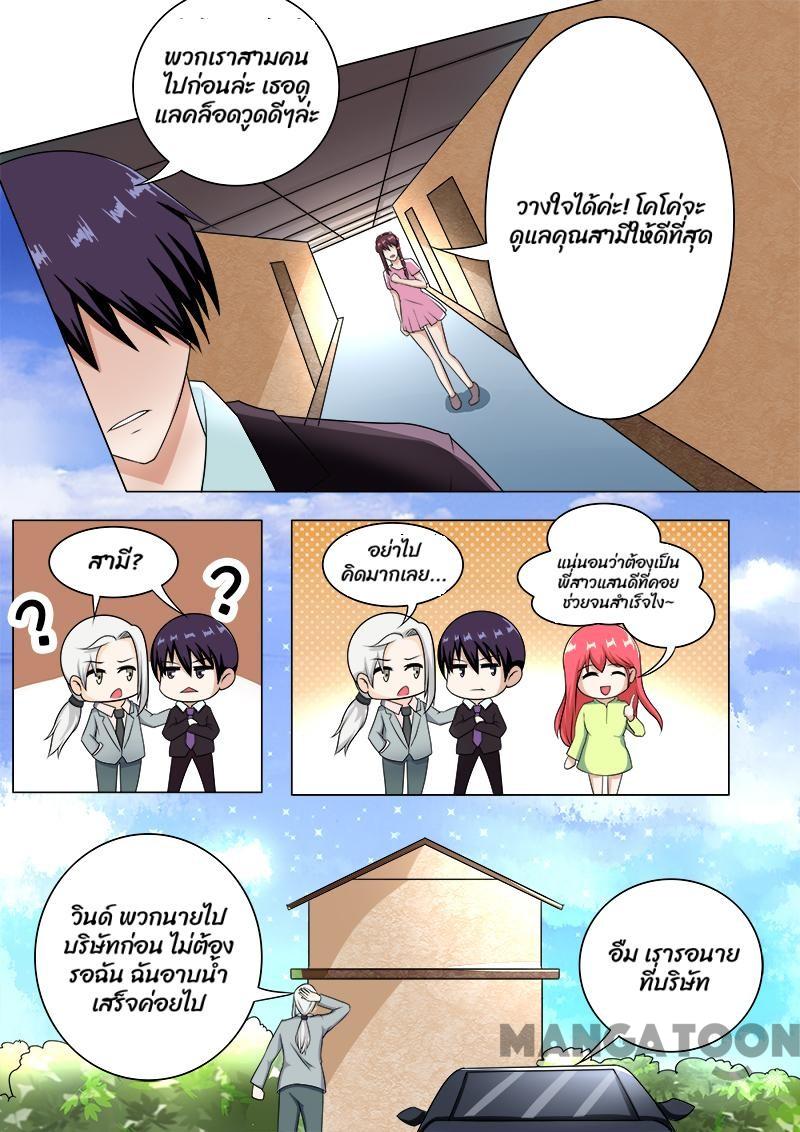 พวกเราสามคน
ไปก่อนล่ะ เธอดู
แลคล็อดวูดดีๆล่ะ
วางใจได้ค่ะ! โคโค่จะ
ดูแลคุณสามีให้ดีที่สุด
สามี?
?
?
อย่าไป
คิดมากเลย...
แน่นอนว่าต้องเป็น
พี่สาวแสนดีที่คอย
ช่วยจนสำเร็จไง~
วินด์ พวกนายไป
บริษัทก่อน ไม่ต้อง
รอฉัน ฉันอาบน้ำ
เสร็จค่อยไป
อืม เรารอนาย
ที่บริษัท
MANGATOON